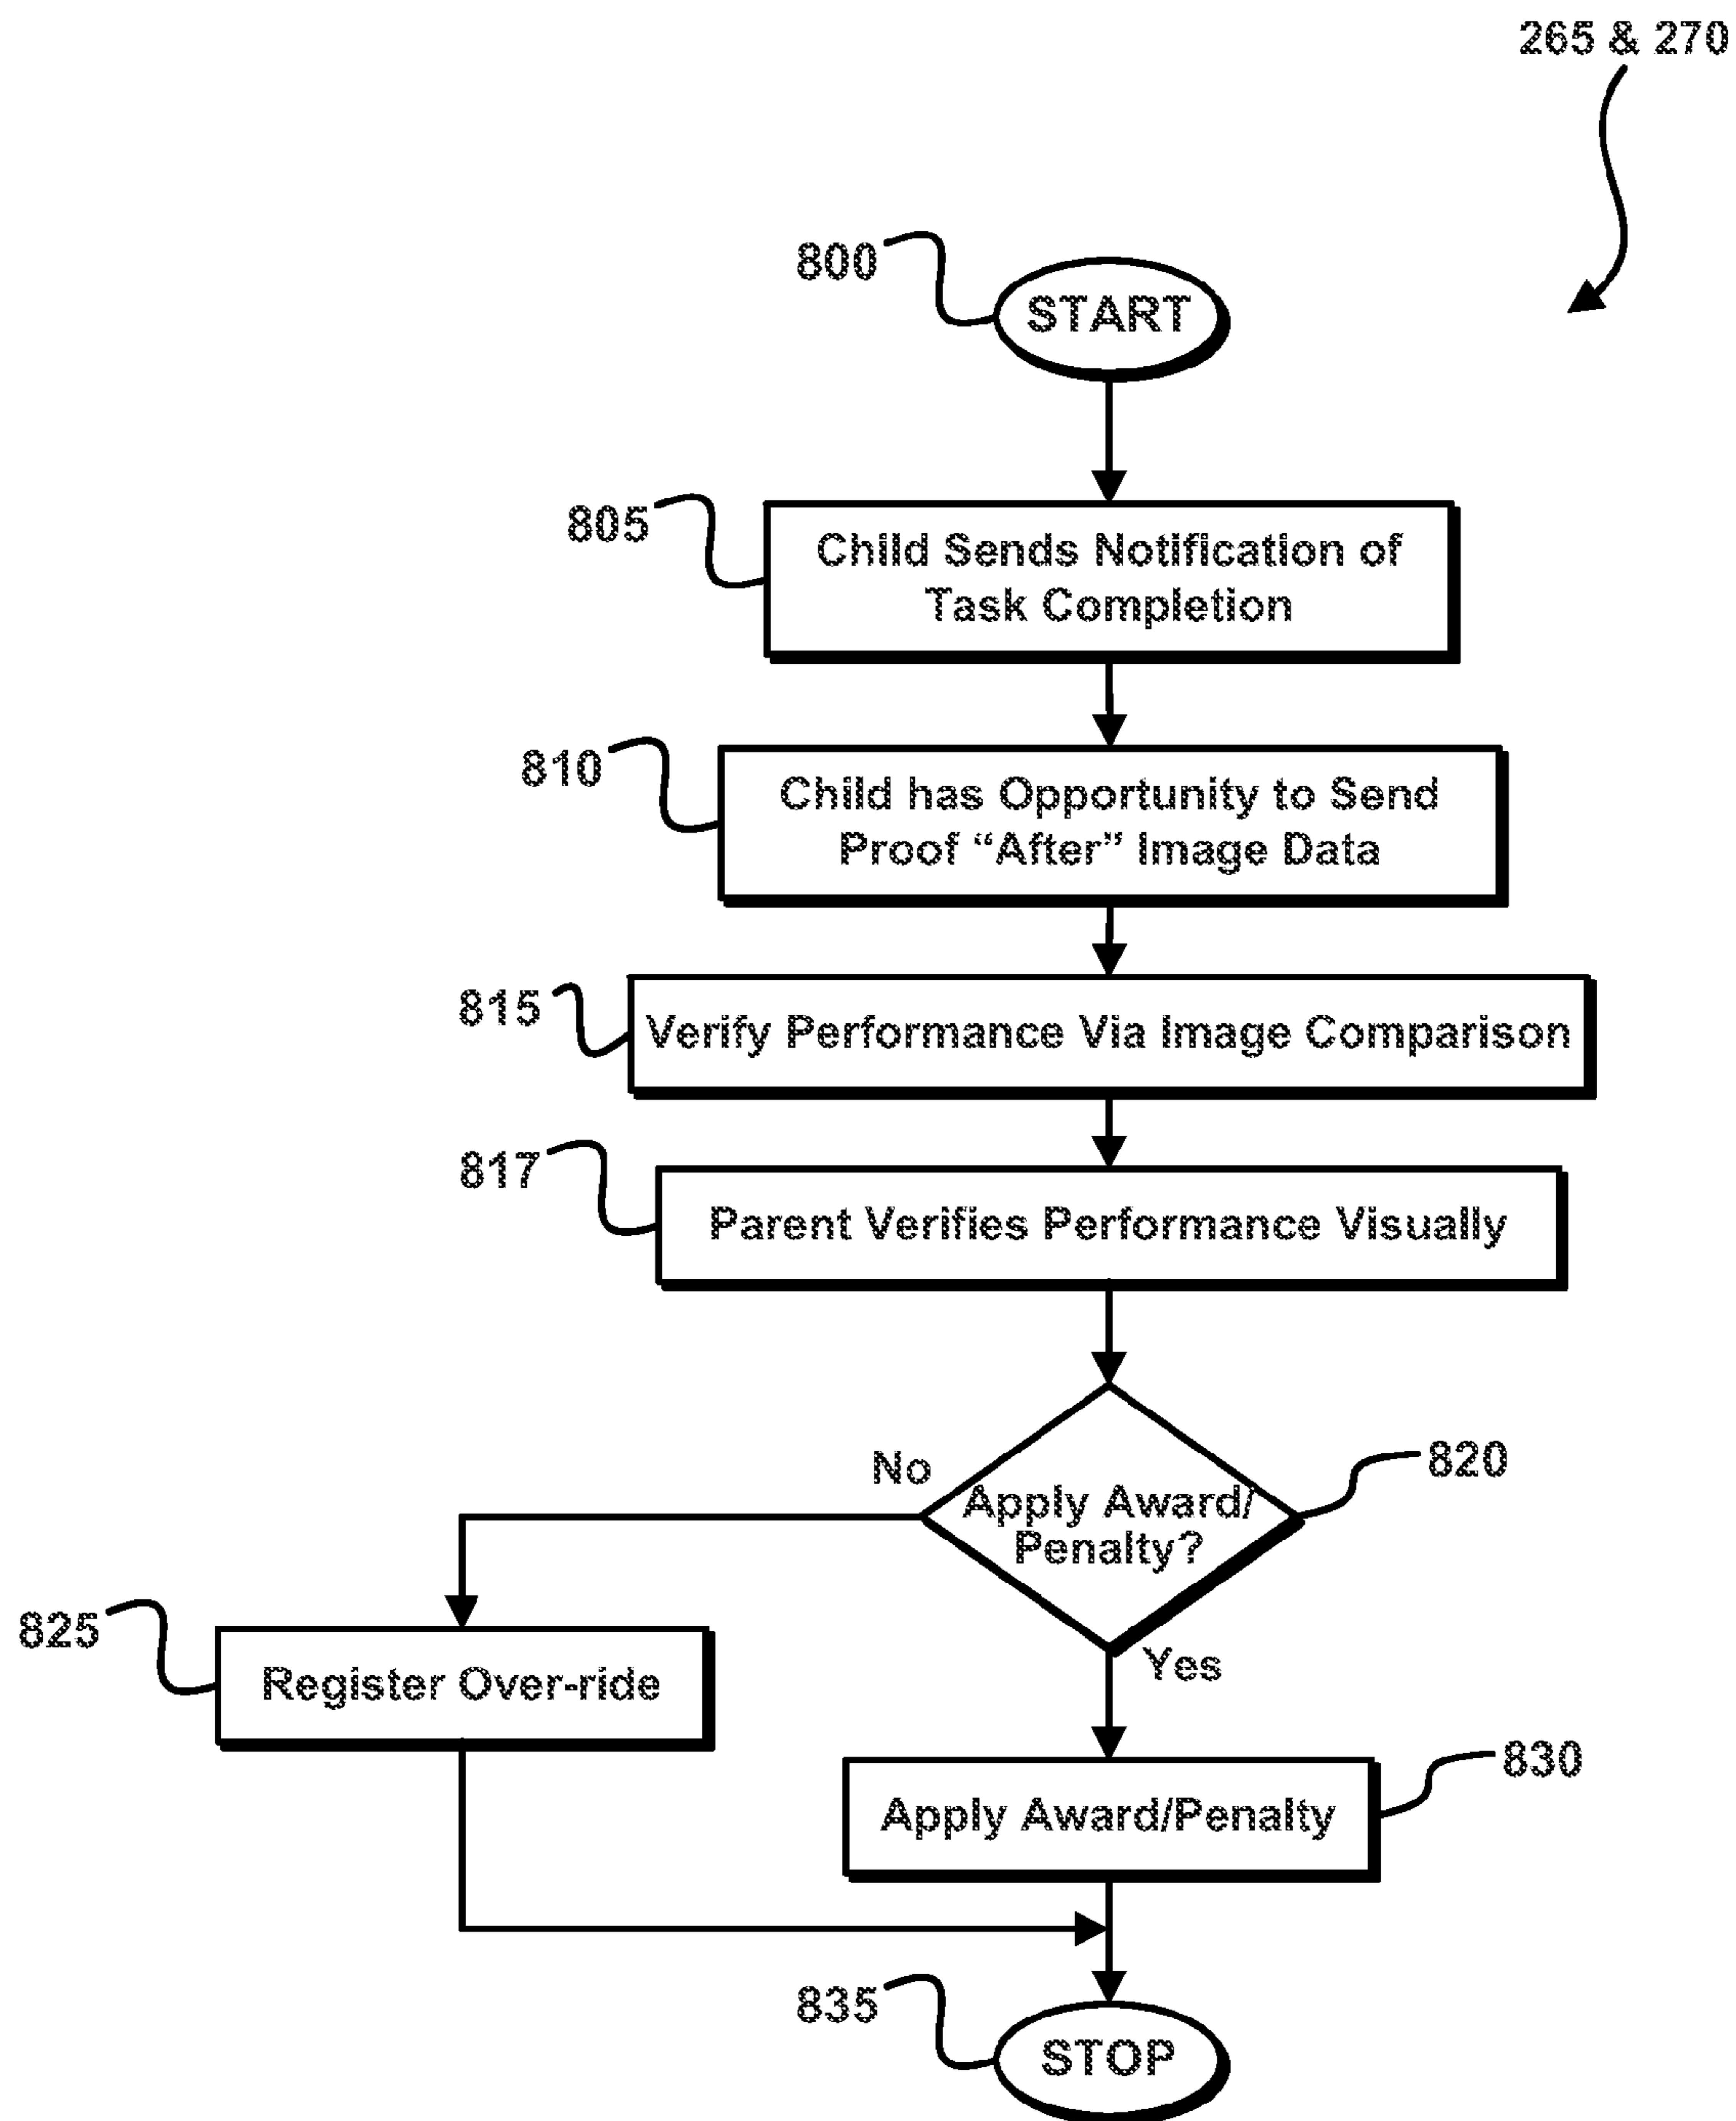 265 & 270
800
START
805
Child Sends Notification of
Task Completion
810
Child has Opportunity to Send
Proof “After” Image Data
815
Verify Performance Via Image Comparison
817
Parent Verifies Performance Visually
No
820
Apply Award/
Penalty?
825
Yes
Register Over-ride
830
Apply Award/Penalty
835
STOP